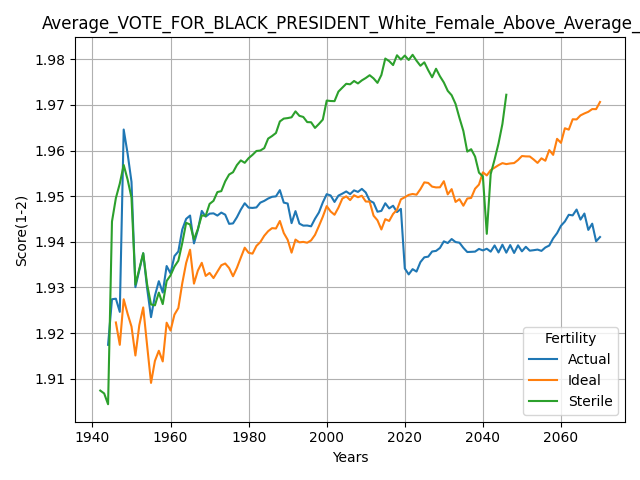 Average_VOTE_FOR_BLACK_PRESIDENT_White_Female_Above_Average_
1.98
1.97
1.96
1.95
1.94
1.93
1.92
1.91
Score(1-2)
1940 1960 1980 2000 2020 2040 2060
Years
Fertility
Actual
Ideal
Sterile